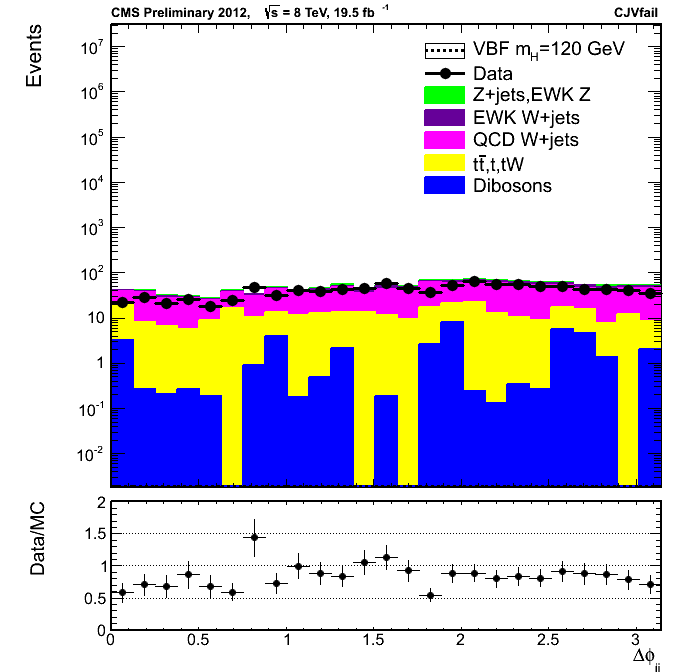 CMS Preliminary 2012, √s = 8 TeV, 19.5 fb⁻¹ CJVfail
Events
10⁷
10⁶
10⁵
10⁴
10³
10²
10
1
10⁻¹
10⁻²
VBF m_H=120 GeV
Data
Z+jets,EWK Z
EWK W+jets
QCD W+jets
tt̄,t,tW
Dibosons
Data/MC
2
1.5
1
0.5
0
0 0.5 1 1.5 2 2.5 3
Δϕ_jj